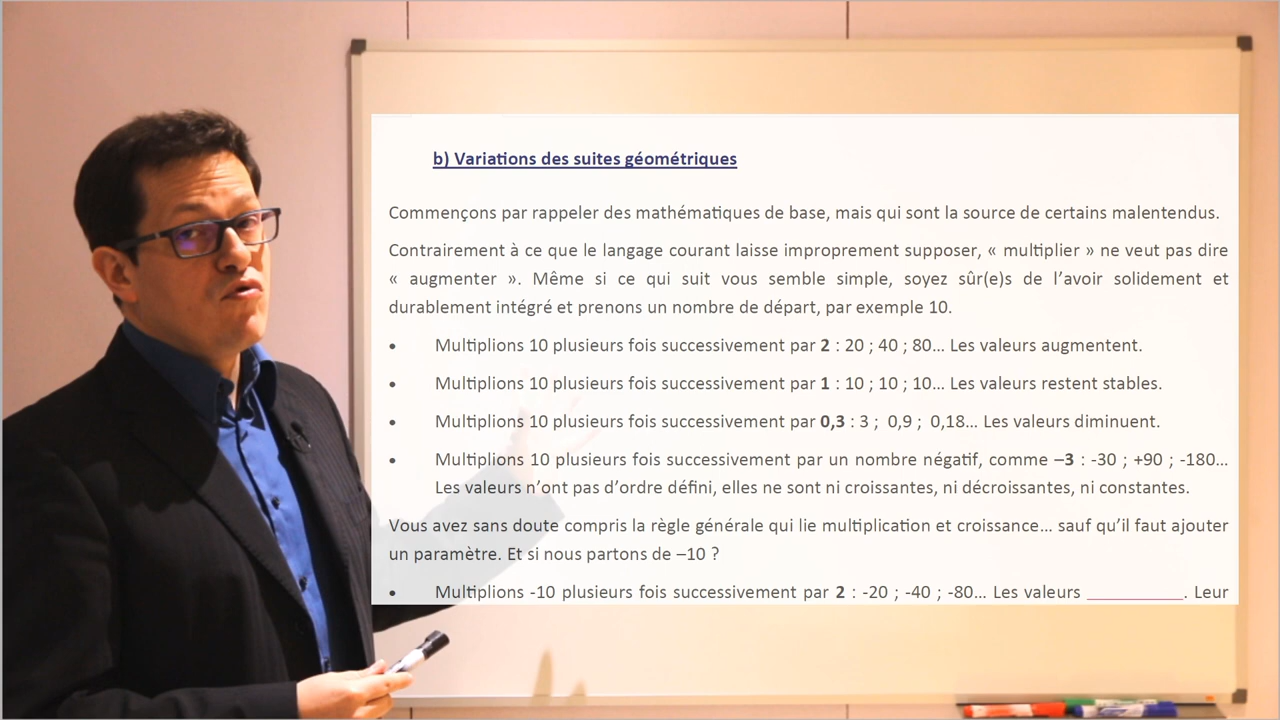 b) Variations des suites géométriques
Commençons par rappeler des mathématiques de base, mais qui sont la source de certains malentendus.
Contrairement à ce que le langage courant laisse improprement supposer, « multiplier » ne veut pas dire
« augmenter ». Même si ce qui suit vous semble simple, soyez sûr(e)s de l’avoir solidement et
durablement intégré et prenons un nombre de départ, par exemple 10.
• Multiplions 10 plusieurs fois successivement par 2 : 20 ; 40 ; 80… Les valeurs augmentent.
• Multiplions 10 plusieurs fois successivement par 1 : 10 ; 10 ; 10… Les valeurs restent stables.
• Multiplions 10 plusieurs fois successivement par 0,3 : 3 ; 0,9 ; 0,18… Les valeurs diminuent.
• Multiplions 10 plusieurs fois successivement par un nombre négatif, comme –3 : -30 ; +90 ; -180…
Les valeurs n’ont pas d’ordre défini, elles ne sont ni croissantes, ni décroissantes, ni constantes.
Vous avez sans doute compris la règle générale qui lie multiplication et croissance… sauf qu’il faut ajouter
un paramètre. Et si nous partons de –10 ?
• Multiplions -10 plusieurs fois successivement par 2 : -20 ; -40 ; -80… Les valeurs __________. Leur